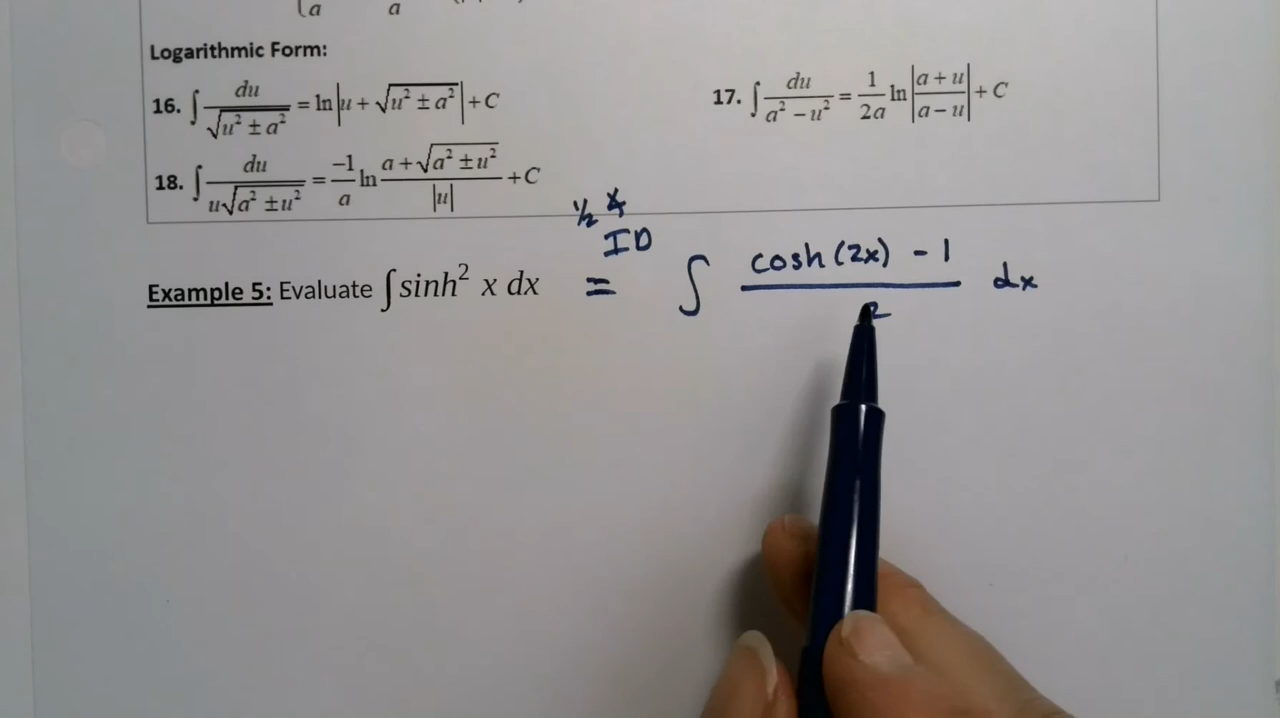 a a
Logarithmic Form:
16. ∫ du/√(u² ± a²) = ln|u + √(u² ± a²)| + C
17. ∫ du/(a² − u²) = 1/(2a) ln|(a + u)/(a − u)| + C
18. ∫ du/(u√(a² ± u²)) = −1/a ln (a + √(a² ± u²))/|u| + C
½ ∡
ID
Example 5: Evaluate ∫ sinh² x dx = ∫ (cosh(2x) − 1)/2 dx